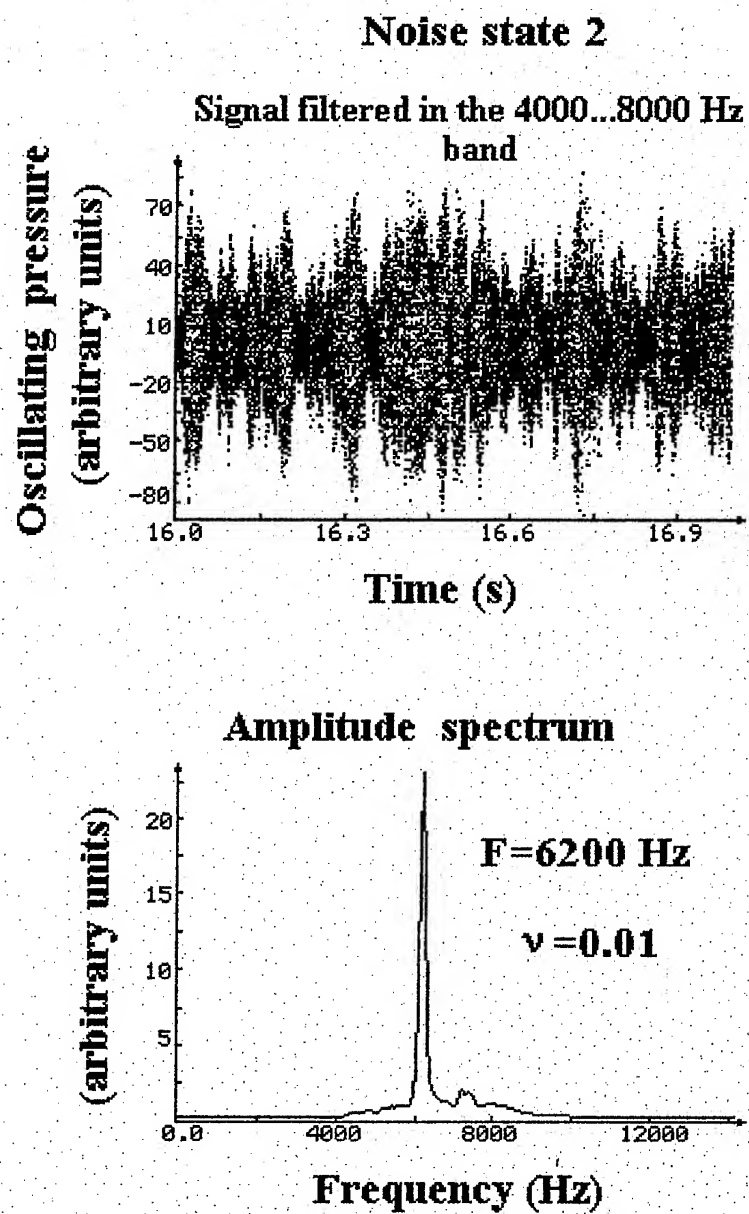 Noise state 2
Signal filtered in the 4000...8000 Hz
band
Oscillating pressure
(arbitrary units)
70
40
10
-20
-50
-80
16.0
16.3
16.6
16.9
Time (s)
Amplitude spectrum
(arbitrary units)
20
15
10
5
F=6200 Hz
ν =0.01
0.0
4000
8000
12000
Frequency (Hz)